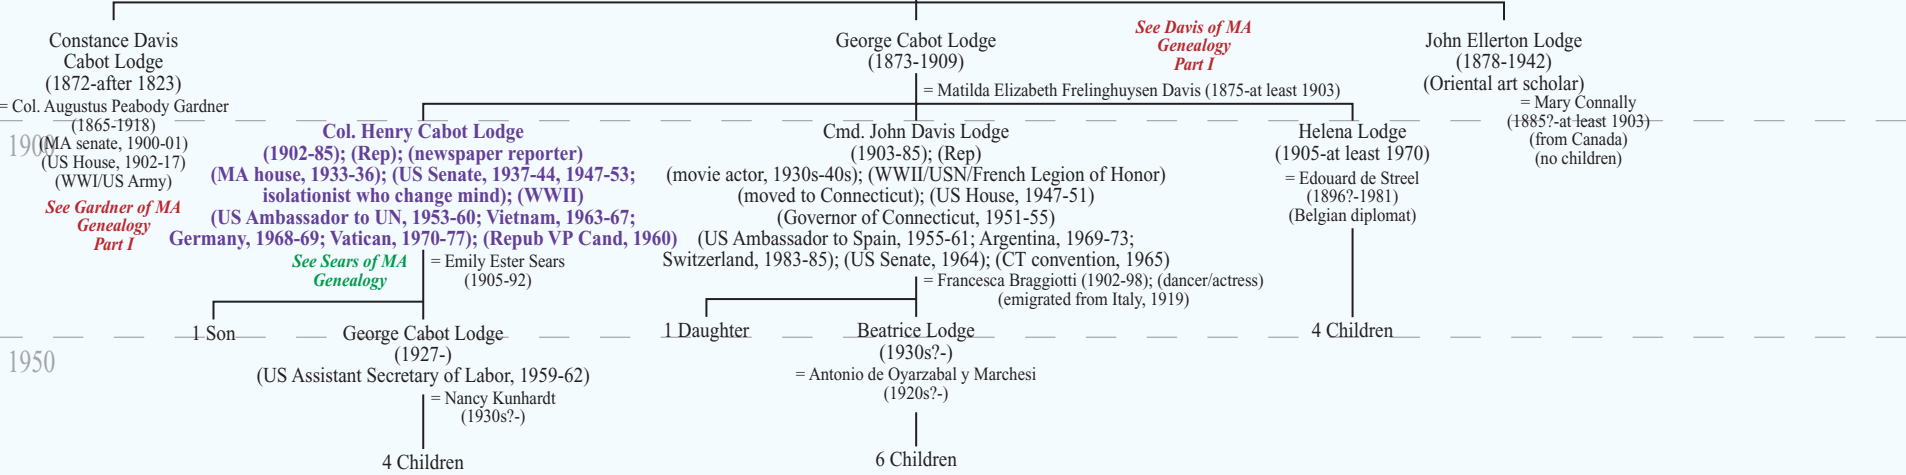 Constance Davis
Cabot Lodge
(1872-after 1823)
= Col. Augustus Peabody Gardner
(1865-1918)
(MA senate, 1900-01)
(US House, 1902-17)
(WWI/US Army)
See Gardner of MA
Genealogy
Part I
George Cabot Lodge
(1873-1909)
= Matilda Elizabeth Frelinghuysen Davis (1875-at least 1903)
See Davis of MA
Genealogy
Part I
John Ellerton Lodge
(1878-1942)
(Oriental art scholar)
= Mary Connally
(1885?-at least 1903)
(from Canada)
(no children)
1900
Col. Henry Cabot Lodge
(1902-85); (Rep); (newspaper reporter)
(MA house, 1933-36); (US Senate, 1937-44, 1947-53;
isolationist who change mind); (WWII)
(US Ambassador to UN, 1953-60; Vietnam, 1963-67;
Germany, 1968-69; Vatican, 1970-77); (Repub VP Cand, 1960)
See Sears of MA
Genealogy
= Emily Ester Sears
(1905-92)
Cmd. John Davis Lodge
(1903-85); (Rep)
(movie actor, 1930s-40s); (WWII/USN/French Legion of Honor)
(moved to Connecticut); (US House, 1947-51)
(Governor of Connecticut, 1951-55)
(US Ambassador to Spain, 1955-61; Argentina, 1969-73;
Switzerland, 1983-85); (US Senate, 1964); (CT convention, 1965)
= Francesca Braggiotti (1902-98); (dancer/actress)
(emigrated from Italy, 1919)
Helena Lodge
(1905-at least 1970)
= Edouard de Streel
(1896?-1981)
(Belgian diplomat)
1 Son
George Cabot Lodge
(1927-)
(US Assistant Secretary of Labor, 1959-62)
= Nancy Kunhardt
(1930s?-)
1 Daughter
Beatrice Lodge
(1930s?-)
= Antonio de Oyarzabal y Marchesi
(1920s?-)
4 Children
1950
4 Children
6 Children